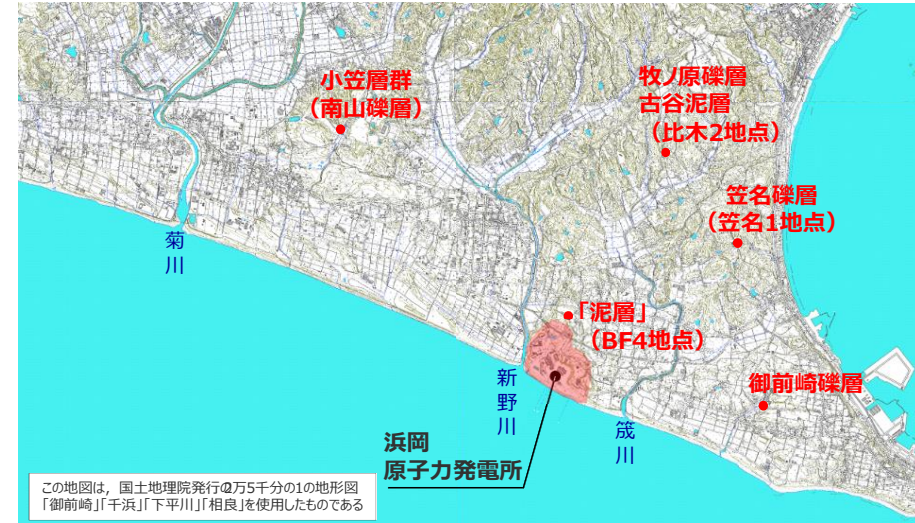 小笠層群
（南山礫層）
牧ノ原礫層
古谷泥層
（比木2地点）
笠名礫層
（笠名1地点）
菊川
「泥層」
（BF4地点）
新野川
御前崎礫層
筬川
浜岡
原子力発電所
この地図は，国土地理院発行の2万5千分の1の地形図
「御前崎」「千浜」「下平川」「相良」を使用したものである